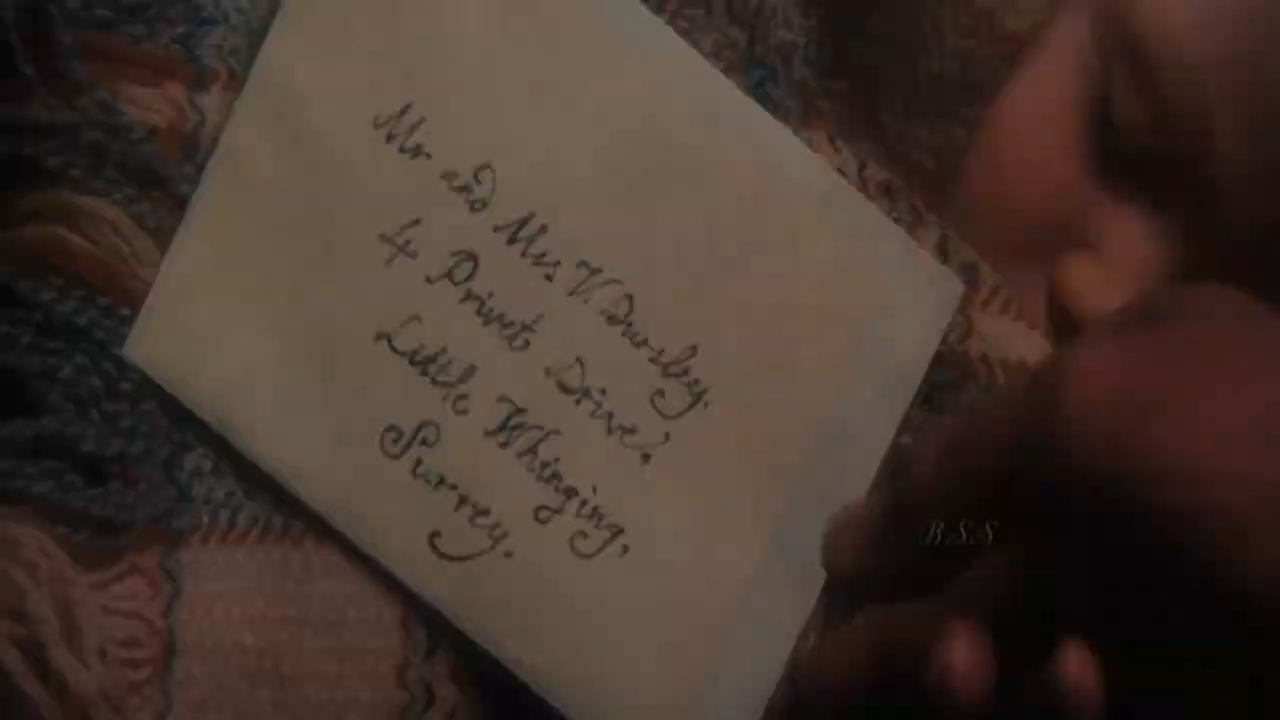 Mr and Mrs V. Dursley.
4 Privet Drive,
Little Whinging,
Surrey.
B.S.S